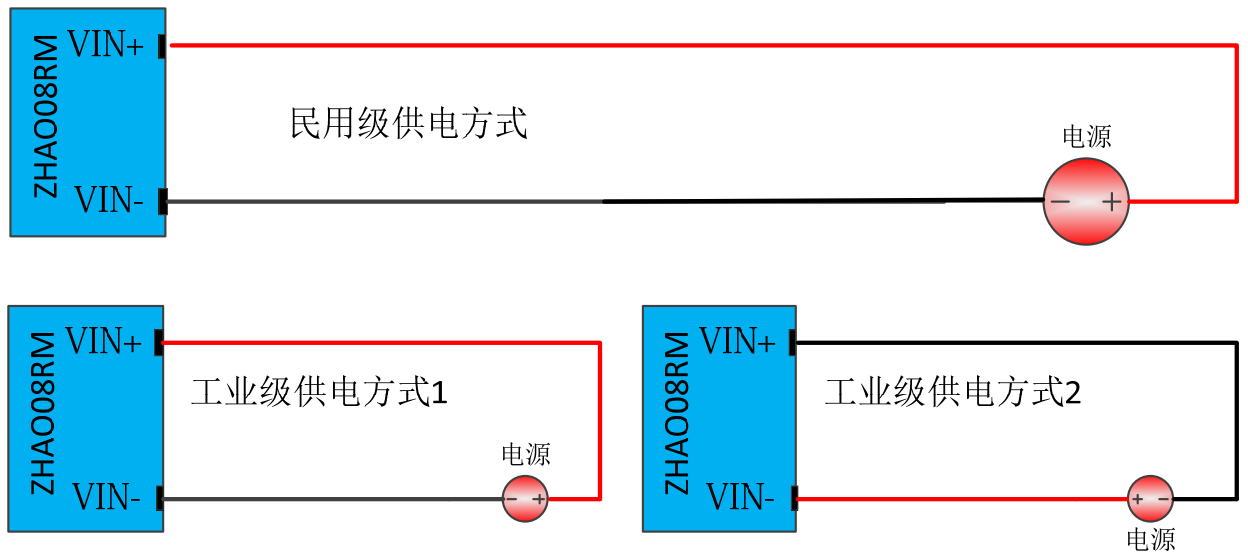 ZHAO08RM
VIN+
民用级供电方式
电源
VIN-
− +
ZHAO08RM
VIN+
工业级供电方式1
电源
VIN-
− +
ZHAO08RM
VIN+
工业级供电方式2
VIN-
+ −
电源